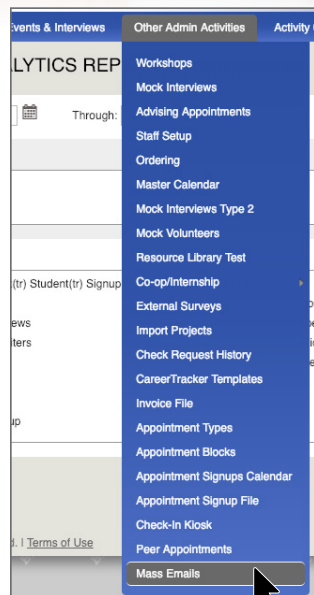 Events & Interviews Other Admin Activities Activity
LYTICS REP
Through:
Workshops
Mock Interviews
Advising Appointments
Staff Setup
Ordering
Master Calendar
Mock Interviews Type 2
Mock Volunteers
Resource Library Test
(tr) Student(tr) Signup
Co-op/Internship
External Surveys
ews
Import Projects
iters
Check Request History
CareerTracker Templates
Invoice File
up
Appointment Types
Appointment Blocks
Appointment Signups Calendar
Appointment Signup File
Check-In Kiosk
d. | Terms of Use
Peer Appointments
Mass Emails